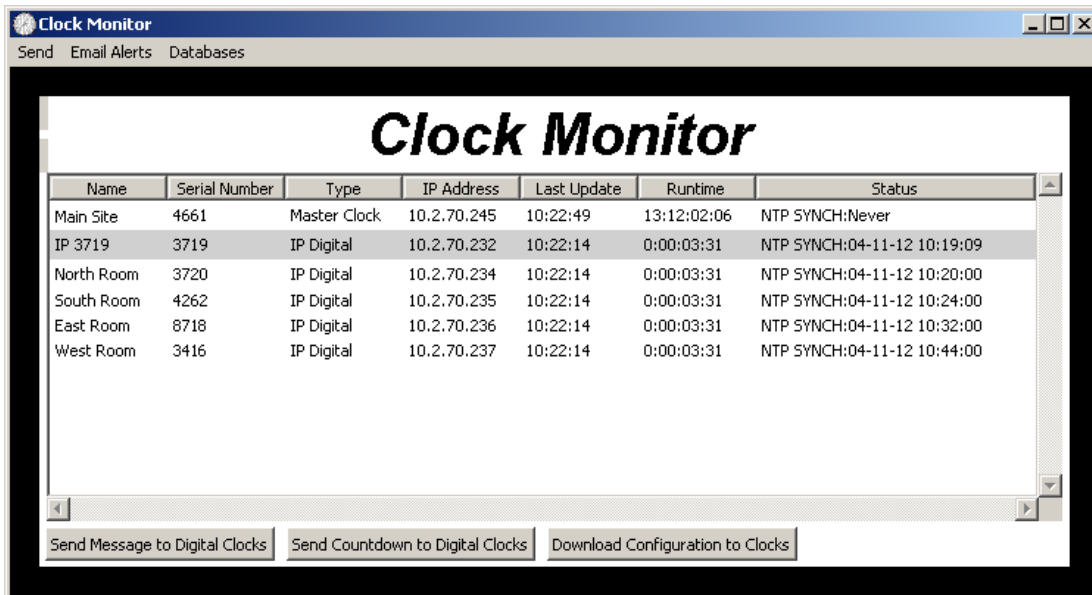 Clock Monitor
Send Email Alerts Databases
Clock Monitor
Name Serial Number Type IP Address Last Update Runtime Status
Main Site 4661 Master Clock 10.2.70.245 10:22:49 13:12:02:06 NTP SYNCH:Never
IP 3719 3719 IP Digital 10.2.70.232 10:22:14 0:00:03:31 NTP SYNCH:04-11-12 10:19:09
North Room 3720 IP Digital 10.2.70.234 10:22:14 0:00:03:31 NTP SYNCH:04-11-12 10:20:00
South Room 4262 IP Digital 10.2.70.235 10:22:14 0:00:03:31 NTP SYNCH:04-11-12 10:24:00
East Room 8718 IP Digital 10.2.70.236 10:22:14 0:00:03:31 NTP SYNCH:04-11-12 10:32:00
West Room 3416 IP Digital 10.2.70.237 10:22:14 0:00:03:31 NTP SYNCH:04-11-12 10:44:00
Send Message to Digital Clocks Send Countdown to Digital Clocks Download Configuration to Clocks